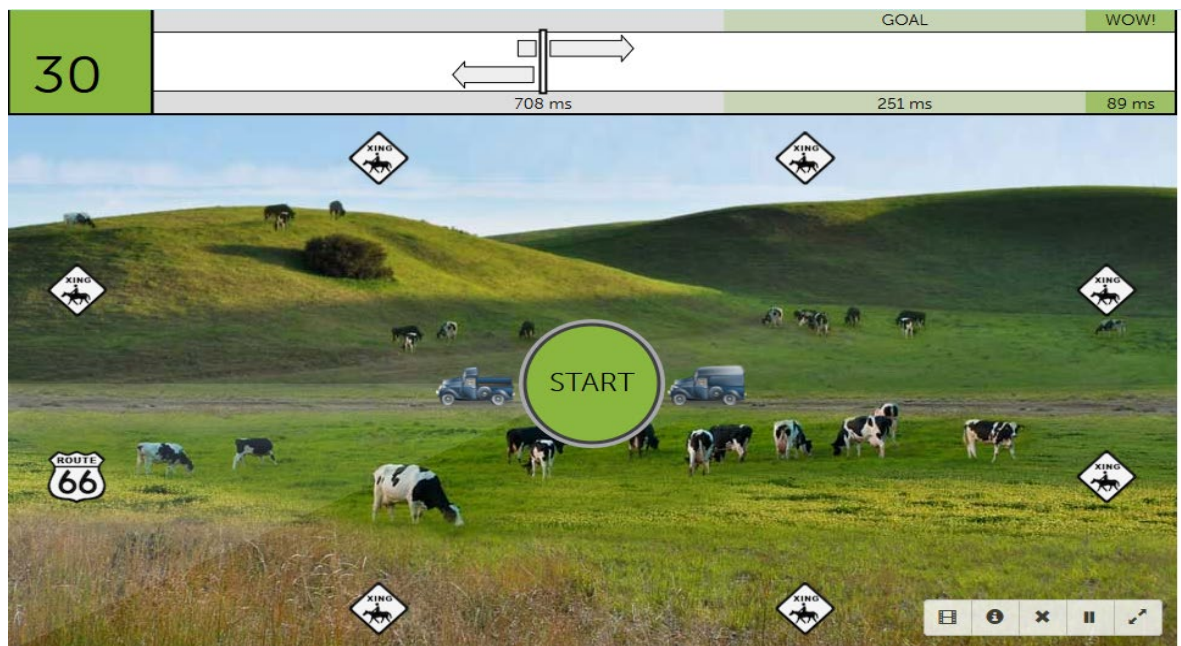 GOAL WOW!
30
708 ms 251 ms 89 ms
XING
XING
XING
XING
START
ROUTE
66
XING
XING
XING